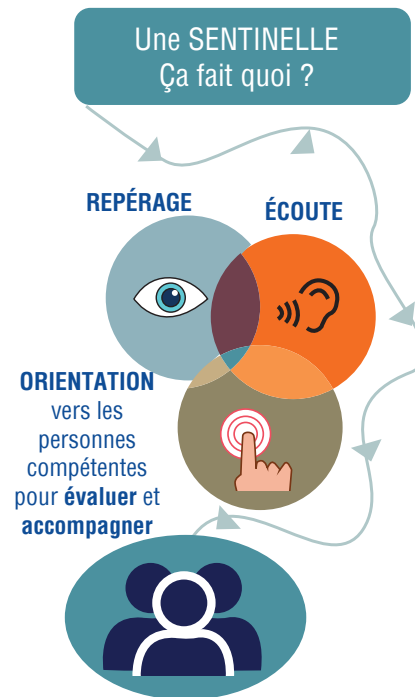 Une SENTINELLE
Ça fait quoi ?
REPÉRAGE
ÉCOUTE
ORIENTATION
vers les
personnes
compétentes
pour évaluer et
accompagner